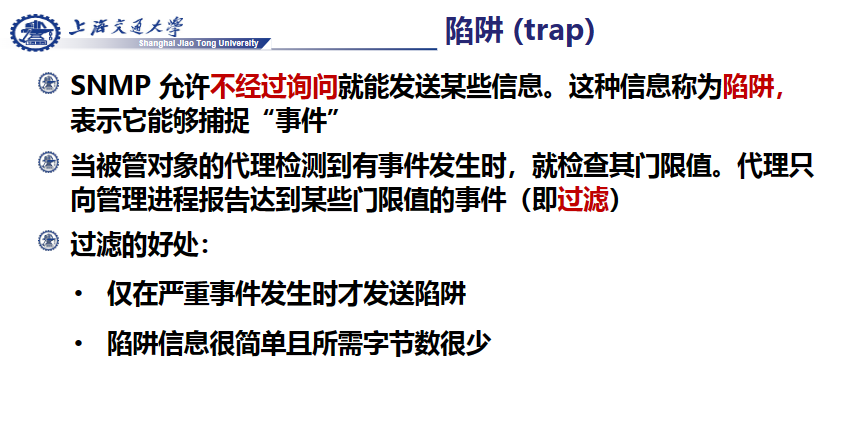 上海交通大学
Shanghai Jiao Tong University
陷阱 (trap)
SNMP 允许不经过询问就能发送某些信息。这种信息称为陷阱，
表示它能够捕捉“事件”
当被管对象的代理检测到有事件发生时，就检查其门限值。代理只
向管理进程报告达到某些门限值的事件（即过滤）
过滤的好处：
• 仅在严重事件发生时才发送陷阱
• 陷阱信息很简单且所需字节数很少